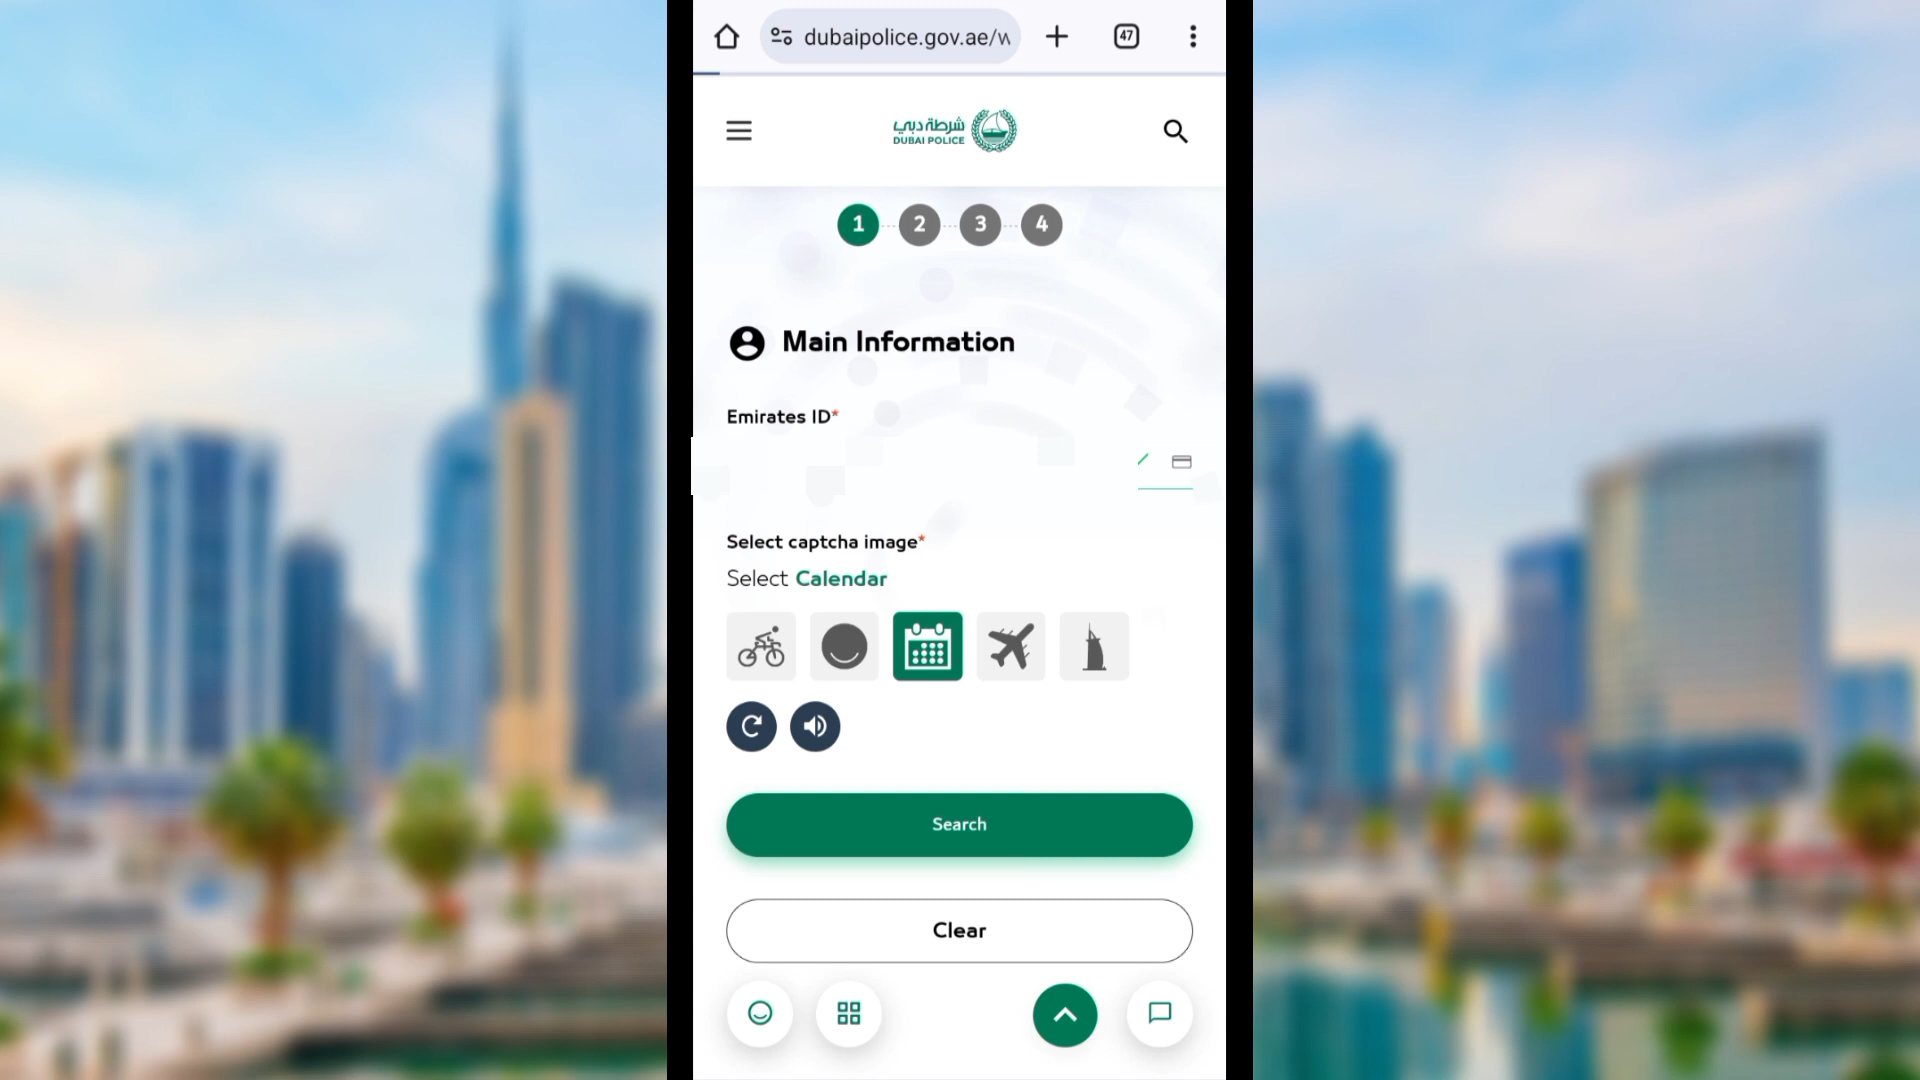 dubaipolice.gov.ae/w
47
شرطة دبي
DUBAI POLICE
1 2 3 4
Main Information
Emirates ID*
Select captcha image*
Select Calendar
Search
Clear